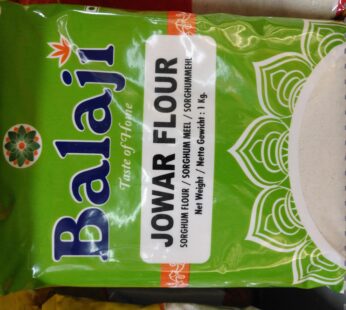 Balaji
Taste of Home
JOWAR FLOUR
SORGHUM FLOUR / SORGHUM MEEL / SORGHUMMEHL
Net Weight / Netto Gewicht : 1 Kg.